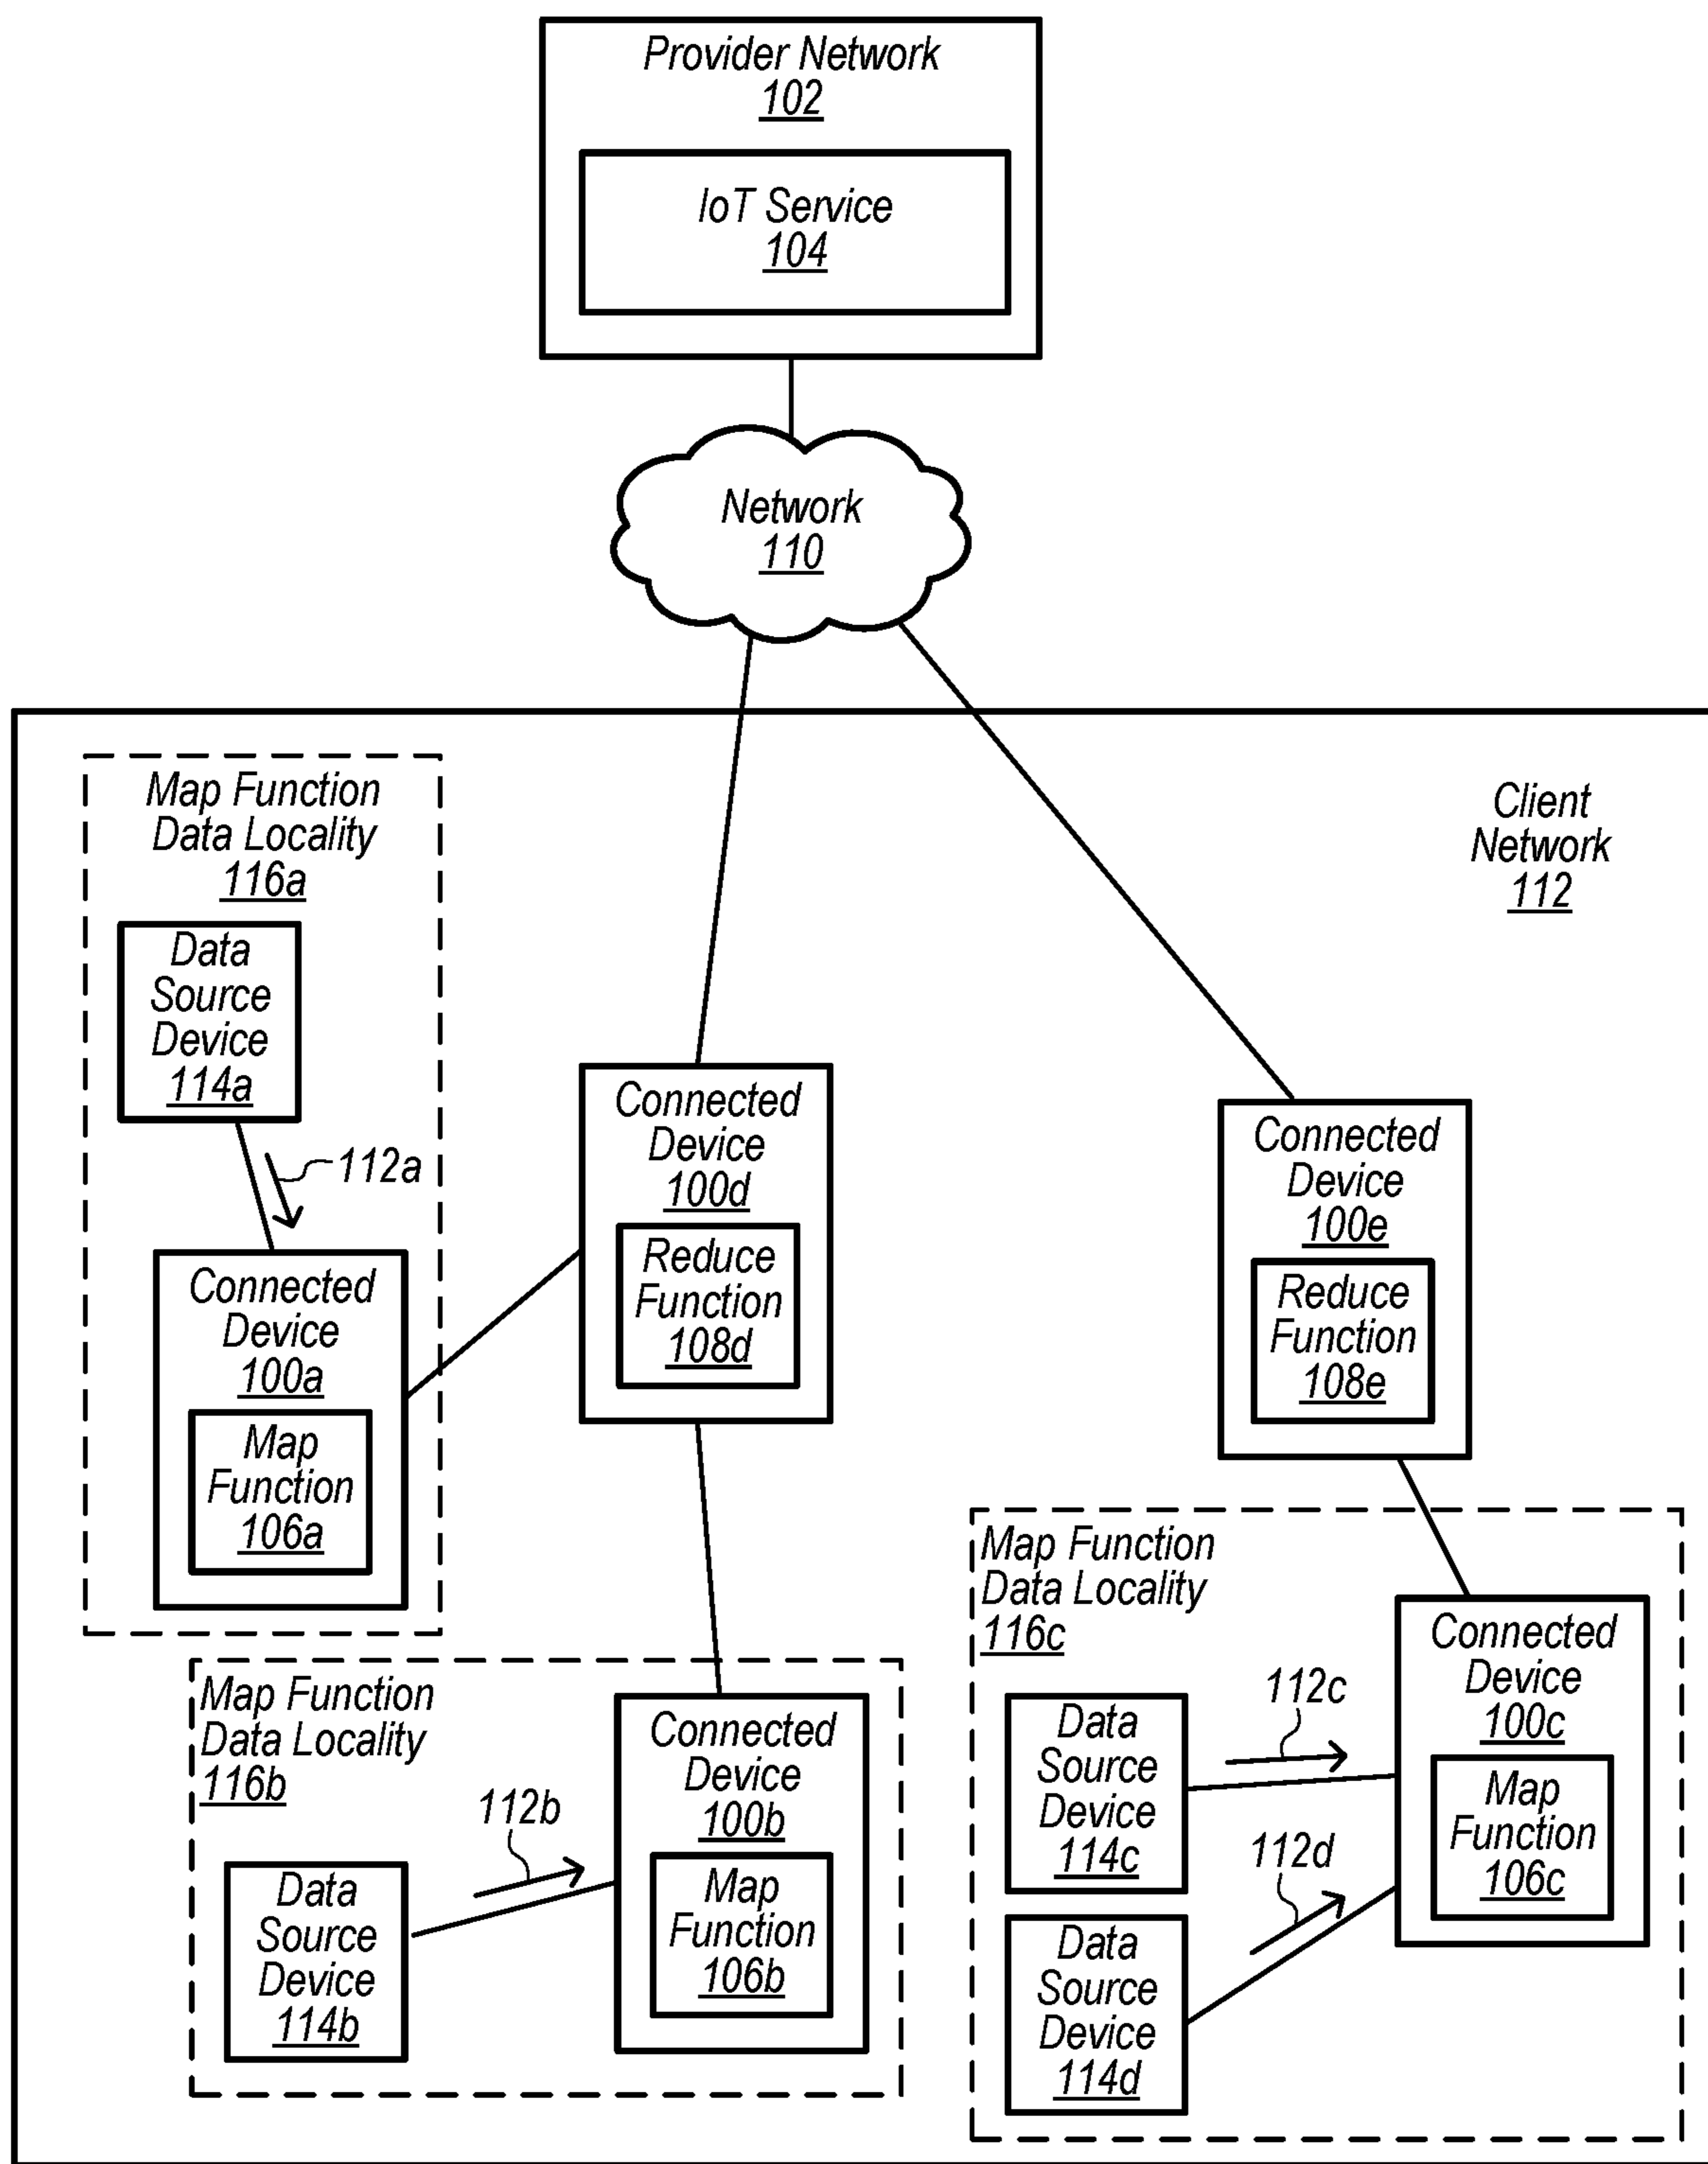 Provider Network
102
IoT Service
104
Network
110
Client
Network
112
Map Function
Data Locality
116a
Data
Source
Device
114a
112a
Connected
Device
100a
Map
Function
106a
Connected
Device
100d
Reduce
Function
108d
Connected
Device
100e
Reduce
Function
108e
Map Function
Data Locality
116b
112b
Data
Source
Device
114b
Connected
Device
100b
Map
Function
106b
Map Function
Data Locality
116c
112c
Data
Source
Device
114c
112d
Data
Source
Device
114d
Connected
Device
100c
Map
Function
106c